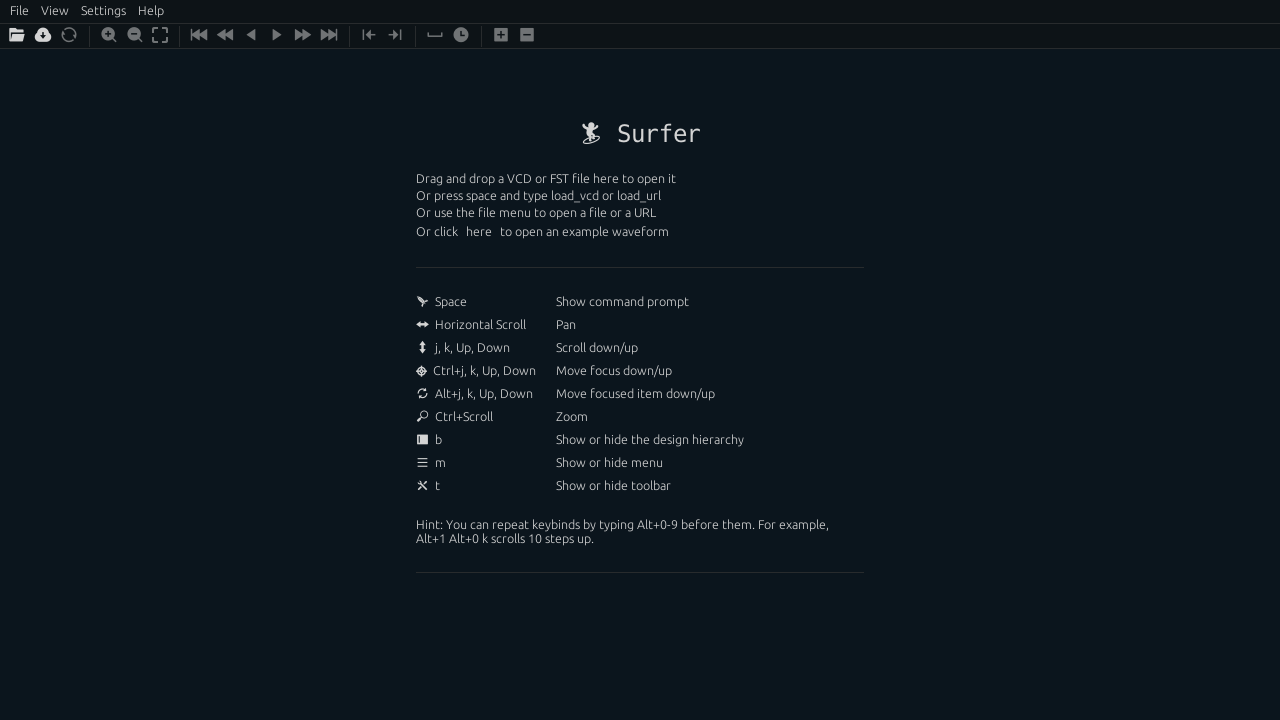 File View Settings Help
Surfer
Drag and drop a VCD or FST file here to open it
Or press space and type load_vcd or load_url
Or use the file menu to open a file or a URL
Or click here to open an example waveform
Space Show command prompt
Horizontal Scroll Pan
j, k, Up, Down Scroll down/up
Ctrl+j, k, Up, Down Move focus down/up
Alt+j, k, Up, Down Move focused item down/up
Ctrl+Scroll Zoom
b Show or hide the design hierarchy
m Show or hide menu
t Show or hide toolbar
Hint: You can repeat keybinds by typing Alt+0-9 before them. For example,
Alt+1 Alt+0 k scrolls 10 steps up.